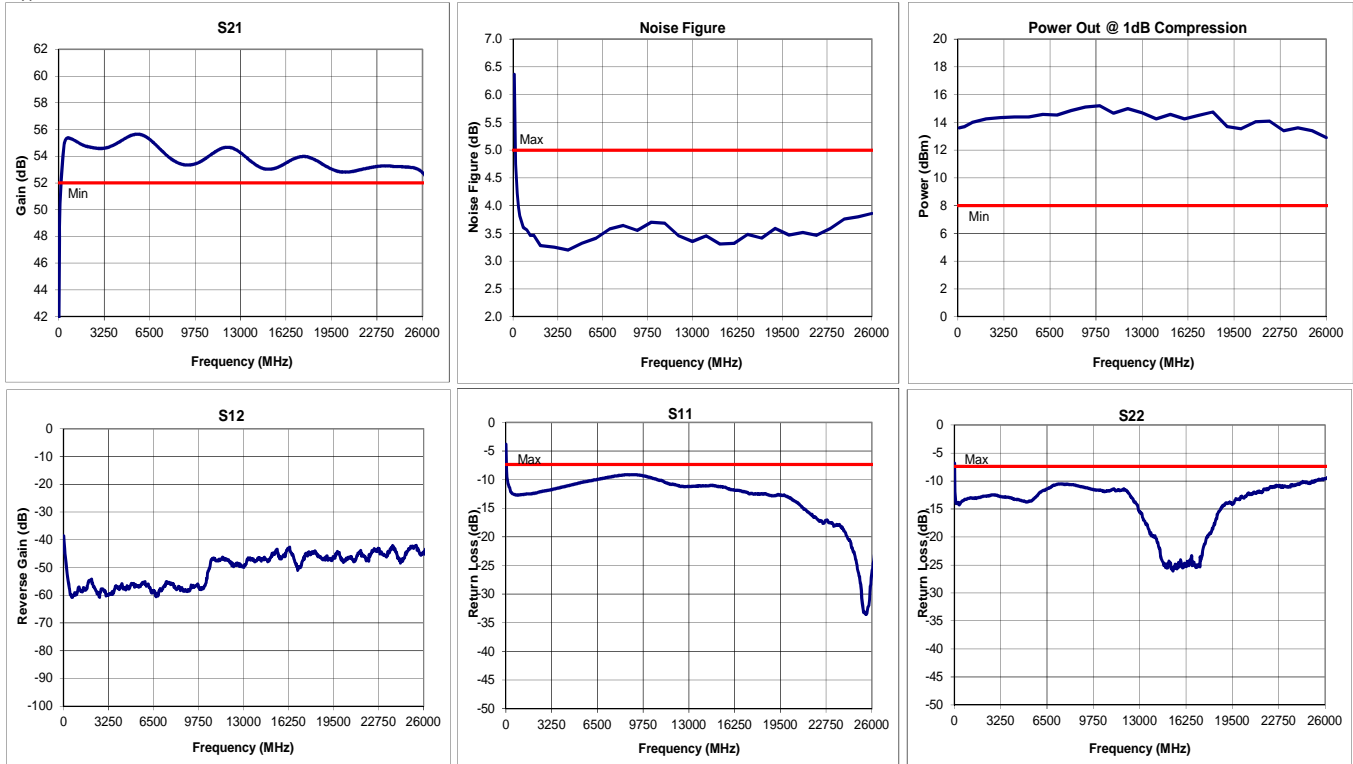 S21
Gain (dB)
62
60
58
56
54
52
50
48
46
44
42
Min
0 3250 6500 9750 13000 16250 19500 22750 26000
Frequency (MHz)
Noise Figure
Noise Figure (dB)
7.0
6.5
6.0
5.5
5.0
4.5
4.0
3.5
3.0
2.5
2.0
Max
0 3250 6500 9750 13000 16250 19500 22750 26000
Frequency (MHz)
Power Out @ 1dB Compression
Power (dBm)
20
18
16
14
12
10
8
6
4
2
0
Min
0 3250 6500 9750 13000 16250 19500 22750 26000
Frequency (MHz)
S12
Reverse Gain (dB)
0
-10
-20
-30
-40
-50
-60
-70
-80
-90
-100
0 3250 6500 9750 13000 16250 19500 22750 26000
Frequency (MHz)
S11
Return Loss (dB)
0
-5
-10
-15
-20
-25
-30
-35
-40
-45
-50
Max
0 3250 6500 9750 13000 16250 19500 22750 26000
Frequency (MHz)
S22
Return Loss (dB)
0
-5
-10
-15
-20
-25
-30
-35
-40
-45
-50
Max
0 3250 6500 9750 13000 16250 19500 22750 26000
Frequency (MHz)